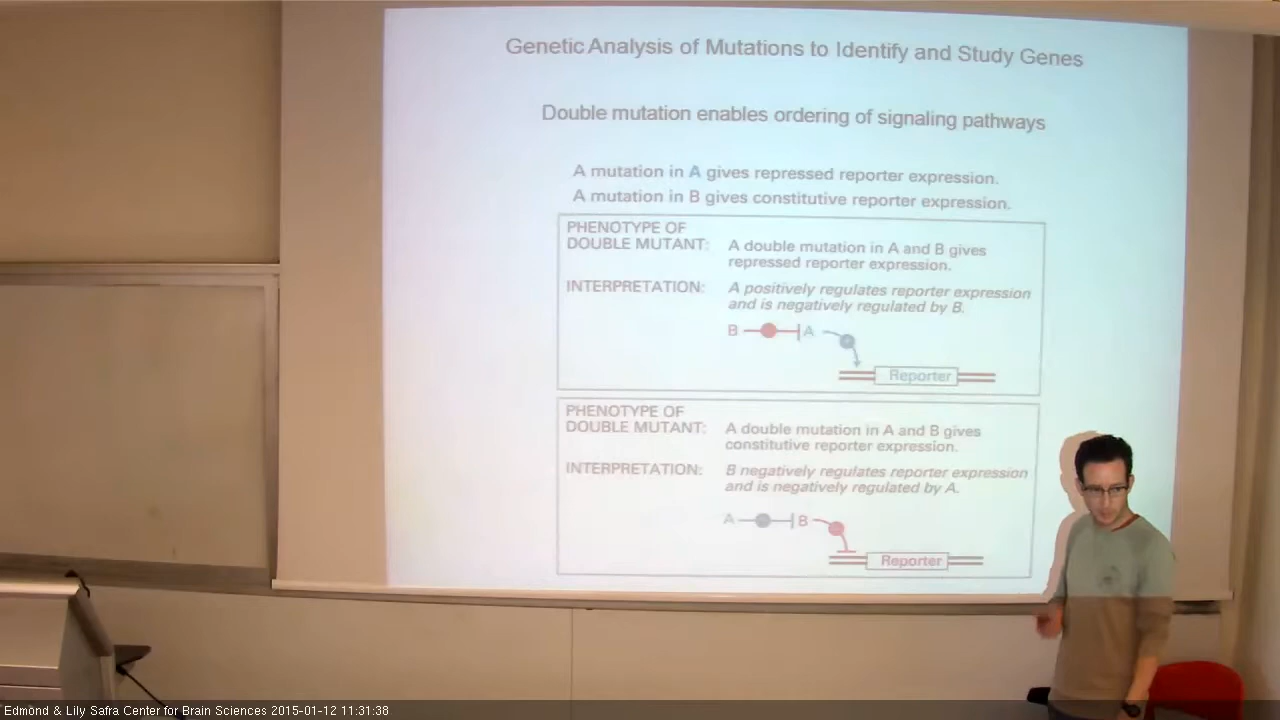 Genetic Analysis of Mutations to Identify and Study Genes
Double mutation enables ordering of signaling pathways
A mutation in A gives repressed reporter expression.
A mutation in B gives constitutive reporter expression.
PHENOTYPE OF
DOUBLE MUTANT: A double mutation in A and B gives
repressed reporter expression.
INTERPRETATION: A positively regulates reporter expression
and is negatively regulated by B.
B A
Reporter
PHENOTYPE OF
DOUBLE MUTANT: A double mutation in A and B gives
constitutive reporter expression.
INTERPRETATION: B negatively regulates reporter expression
and is negatively regulated by A.
A B
Reporter
Edmond & Lily Safra Center for Brain Sciences 2015-01-12 11:31:38